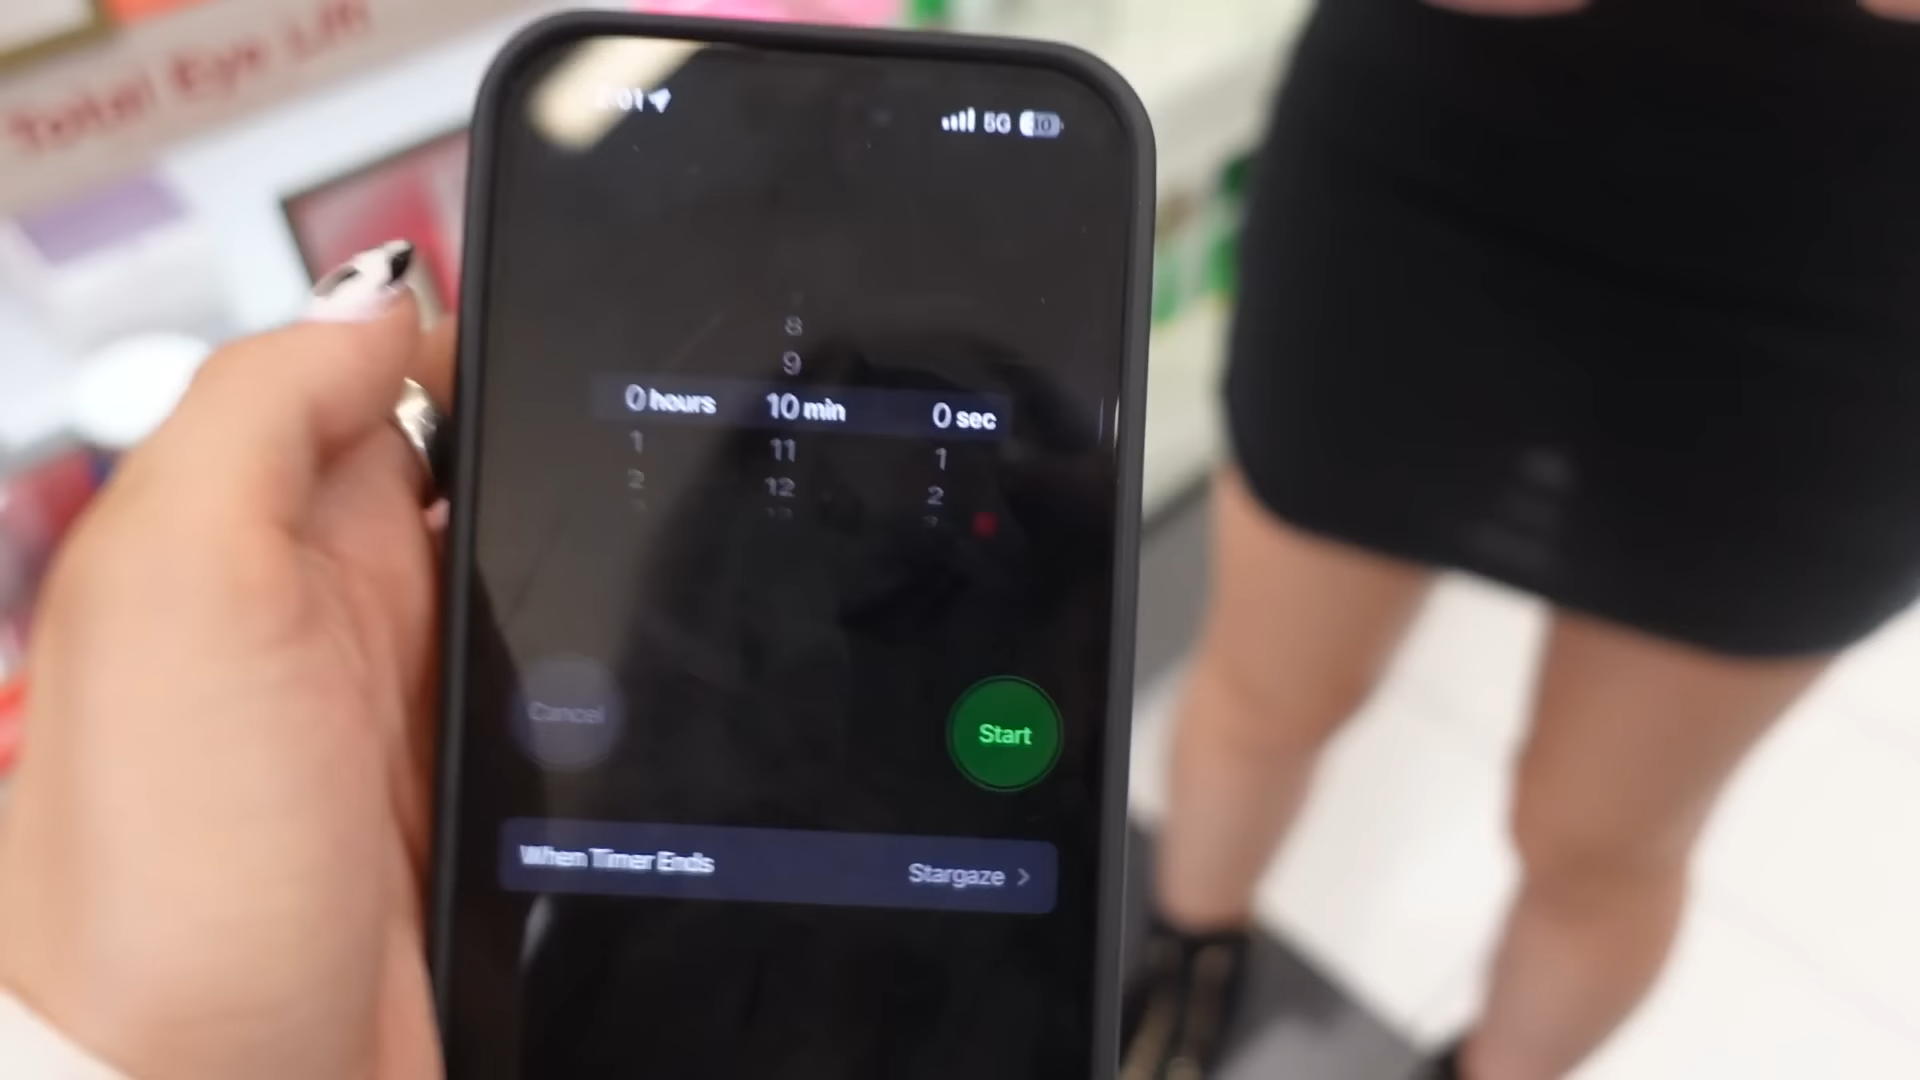 Total Eye Lift
5G
8
9
0 hours 10 min 0 sec
1 11 1
2 12 2
Cancel Start
When Timer Ends Stargaze